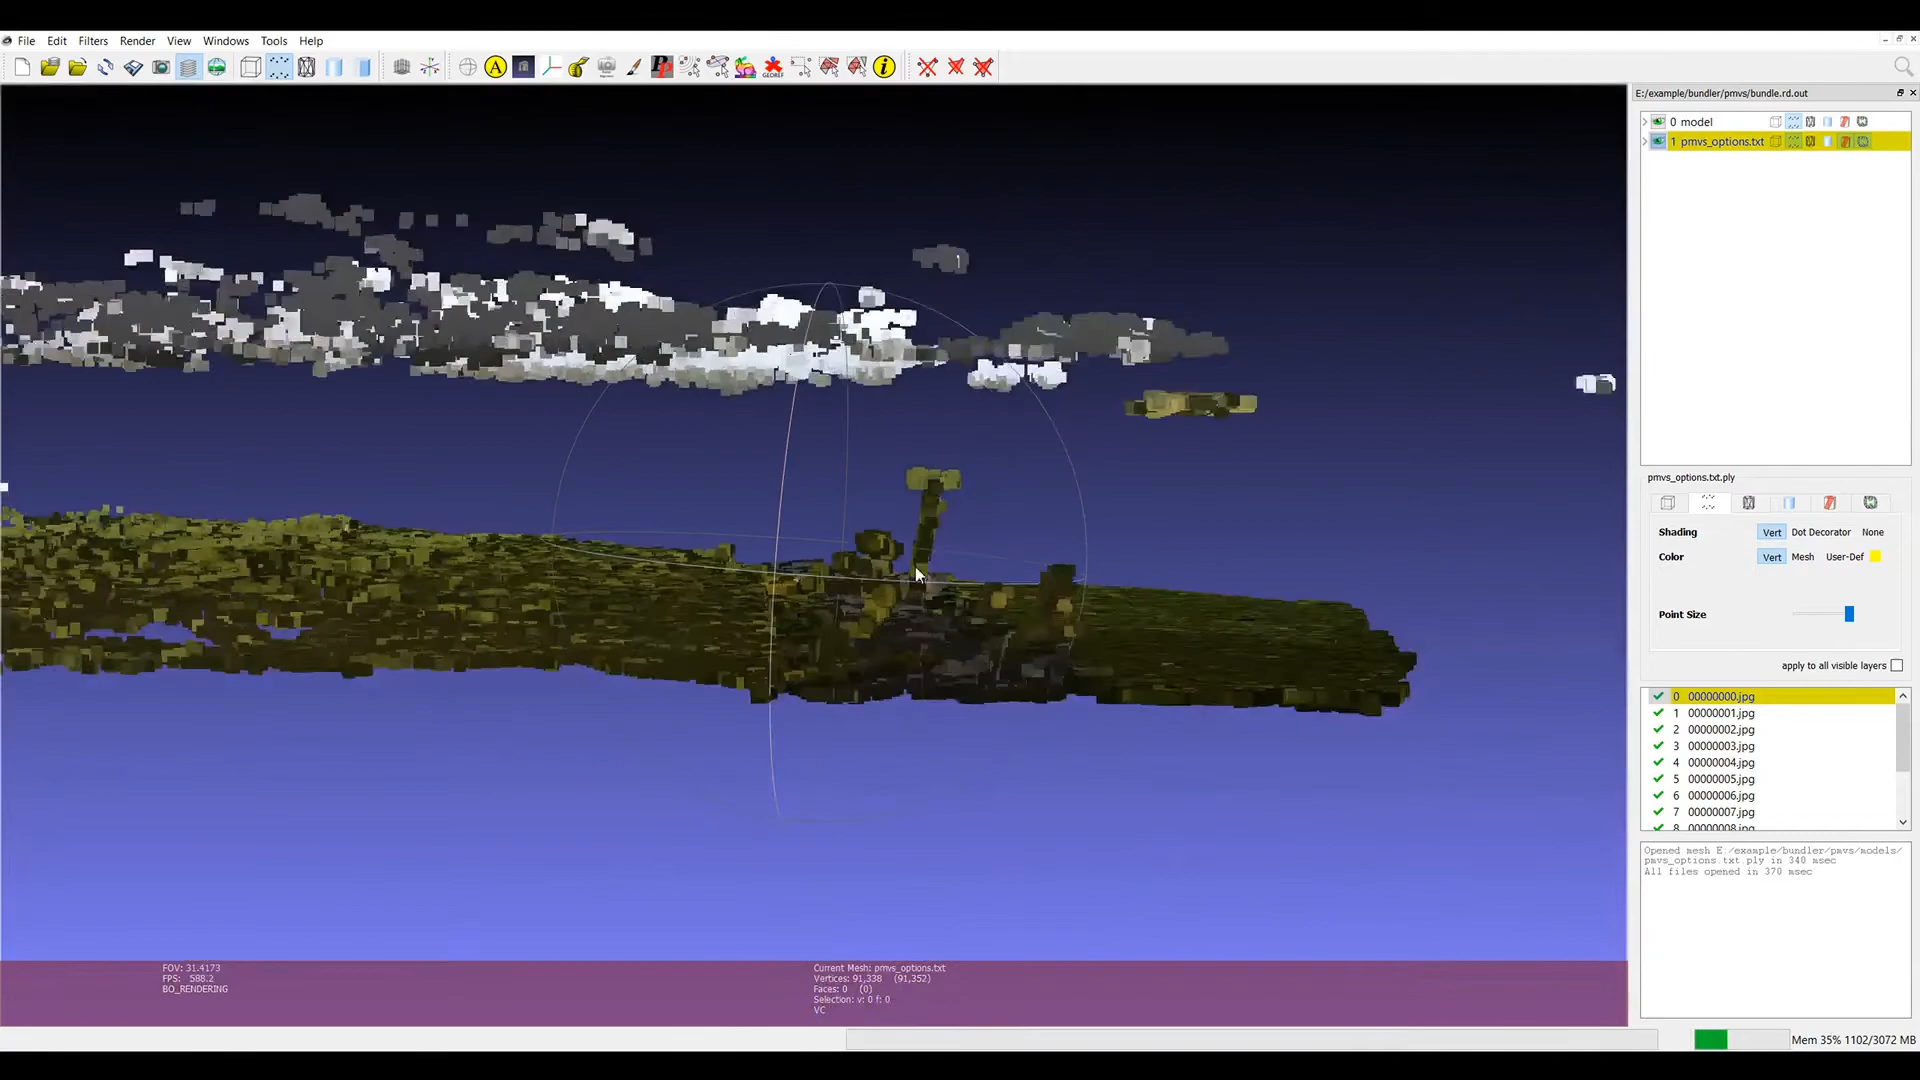 File Edit Filters Render View Windows Tools Help
A
Pp
GEOREF
i
E:/example/bundler/pmvs/bundle.rd.out
0 model
1 pmvs_options.txt
pmvs_options.txt.ply
Shading Vert Dot Decorator None
Color Vert Mesh User-Def
Point Size
apply to all visible layers
0 00000000.jpg
1 00000001.jpg
2 00000002.jpg
3 00000003.jpg
4 00000004.jpg
5 00000005.jpg
6 00000006.jpg
7 00000007.jpg
8 00000008.jpg
Opened mesh E:/example/bundler/pmvs/models/
pmvs_options.txt.ply in 340 msec
All files opened in 370 msec
FOV: 31.4173
FPS: 588.2
BO_RENDERING
Current Mesh: pmvs_options.txt
Vertices: 91,338 (91,352)
Faces: 0 (0)
Selection: v: 0 f: 0
VC
Mem 35% 1102/3072 MB